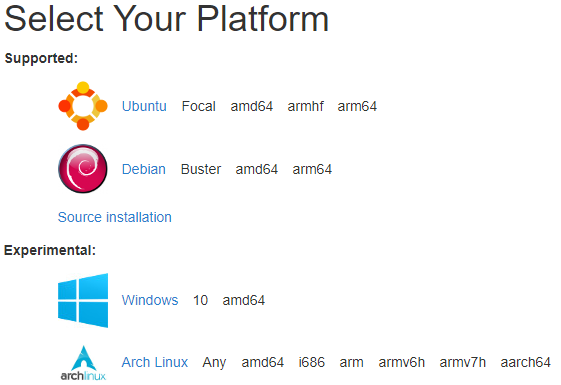 Select Your Platform
Supported:
Ubuntu Focal amd64 armhf arm64
Debian Buster amd64 arm64
Source installation
Experimental:
Windows 10 amd64
Arch Linux Any amd64 i686 arm armv6h armv7h aarch64
archlinux